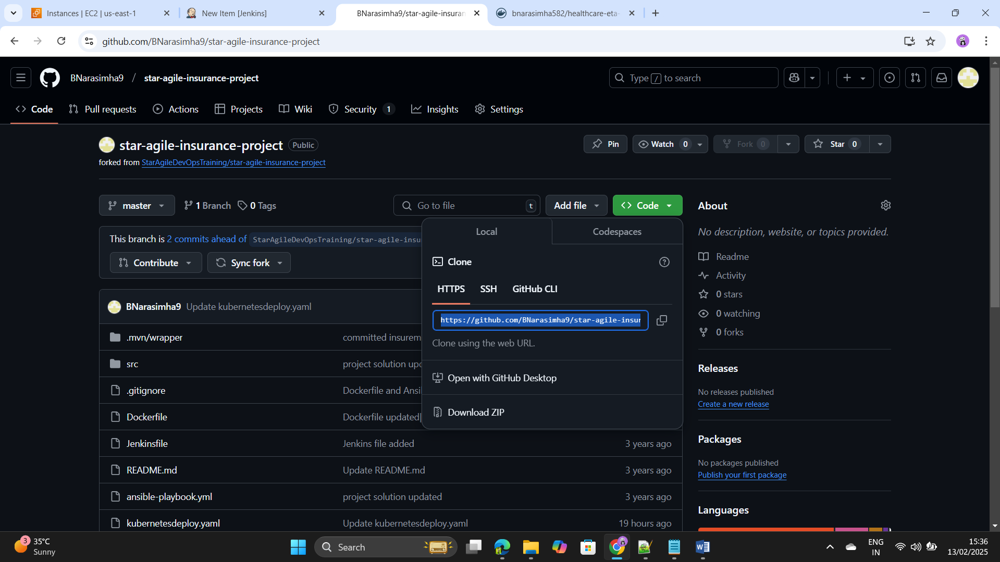 Instances | EC2 | us-east-1
New Item [Jenkins]
BNarasimha9/star-agile-insuran
bnarasimha582/healthcare-eta-
github.com/BNarasimha9/star-agile-insurance-project
BNarasimha9 / star-agile-insurance-project
Type / to search
Code
Pull requests
Actions
Projects
Wiki
Security 1
Insights
Settings
star-agile-insurance-project Public
Pin
Watch 0
Fork 0
Star 0
forked from StarAgileDevOpsTraining/star-agile-insurance-project
master
1 Branch
0 Tags
Go to file t
Add file
Code
This branch is 2 commits ahead of StarAgileDevOpsTraining/star-agile-insu
Contribute
Sync fork
Local
Codespaces
Clone
HTTPS
SSH
GitHub CLI
https://github.com/BNarasimha9/star-agile-insur
Clone using the web URL.
Open with GitHub Desktop
Download ZIP
BNarasimha9 Update kubernetesdeploy.yaml
.mvn/wrapper committed insurem
src project solution upd
.gitignore Dockerfile and Ansi
Dockerfile Dockerfile updated|
Jenkinsfile Jenkins file added 3 years ago
README.md Update README.md 3 years ago
ansible-playbook.yml project solution updated 3 years ago
kubernetesdeploy.yaml Update kubernetesdeploy.yaml 19 hours ago
About
No description, website, or topics provided.
Readme
Activity
0 stars
0 watching
0 forks
Releases
No releases published
Create a new release
Packages
No packages published
Publish your first package
Languages
3
35°C
Sunny
Search
ENG
IN
15:36
13/02/2025